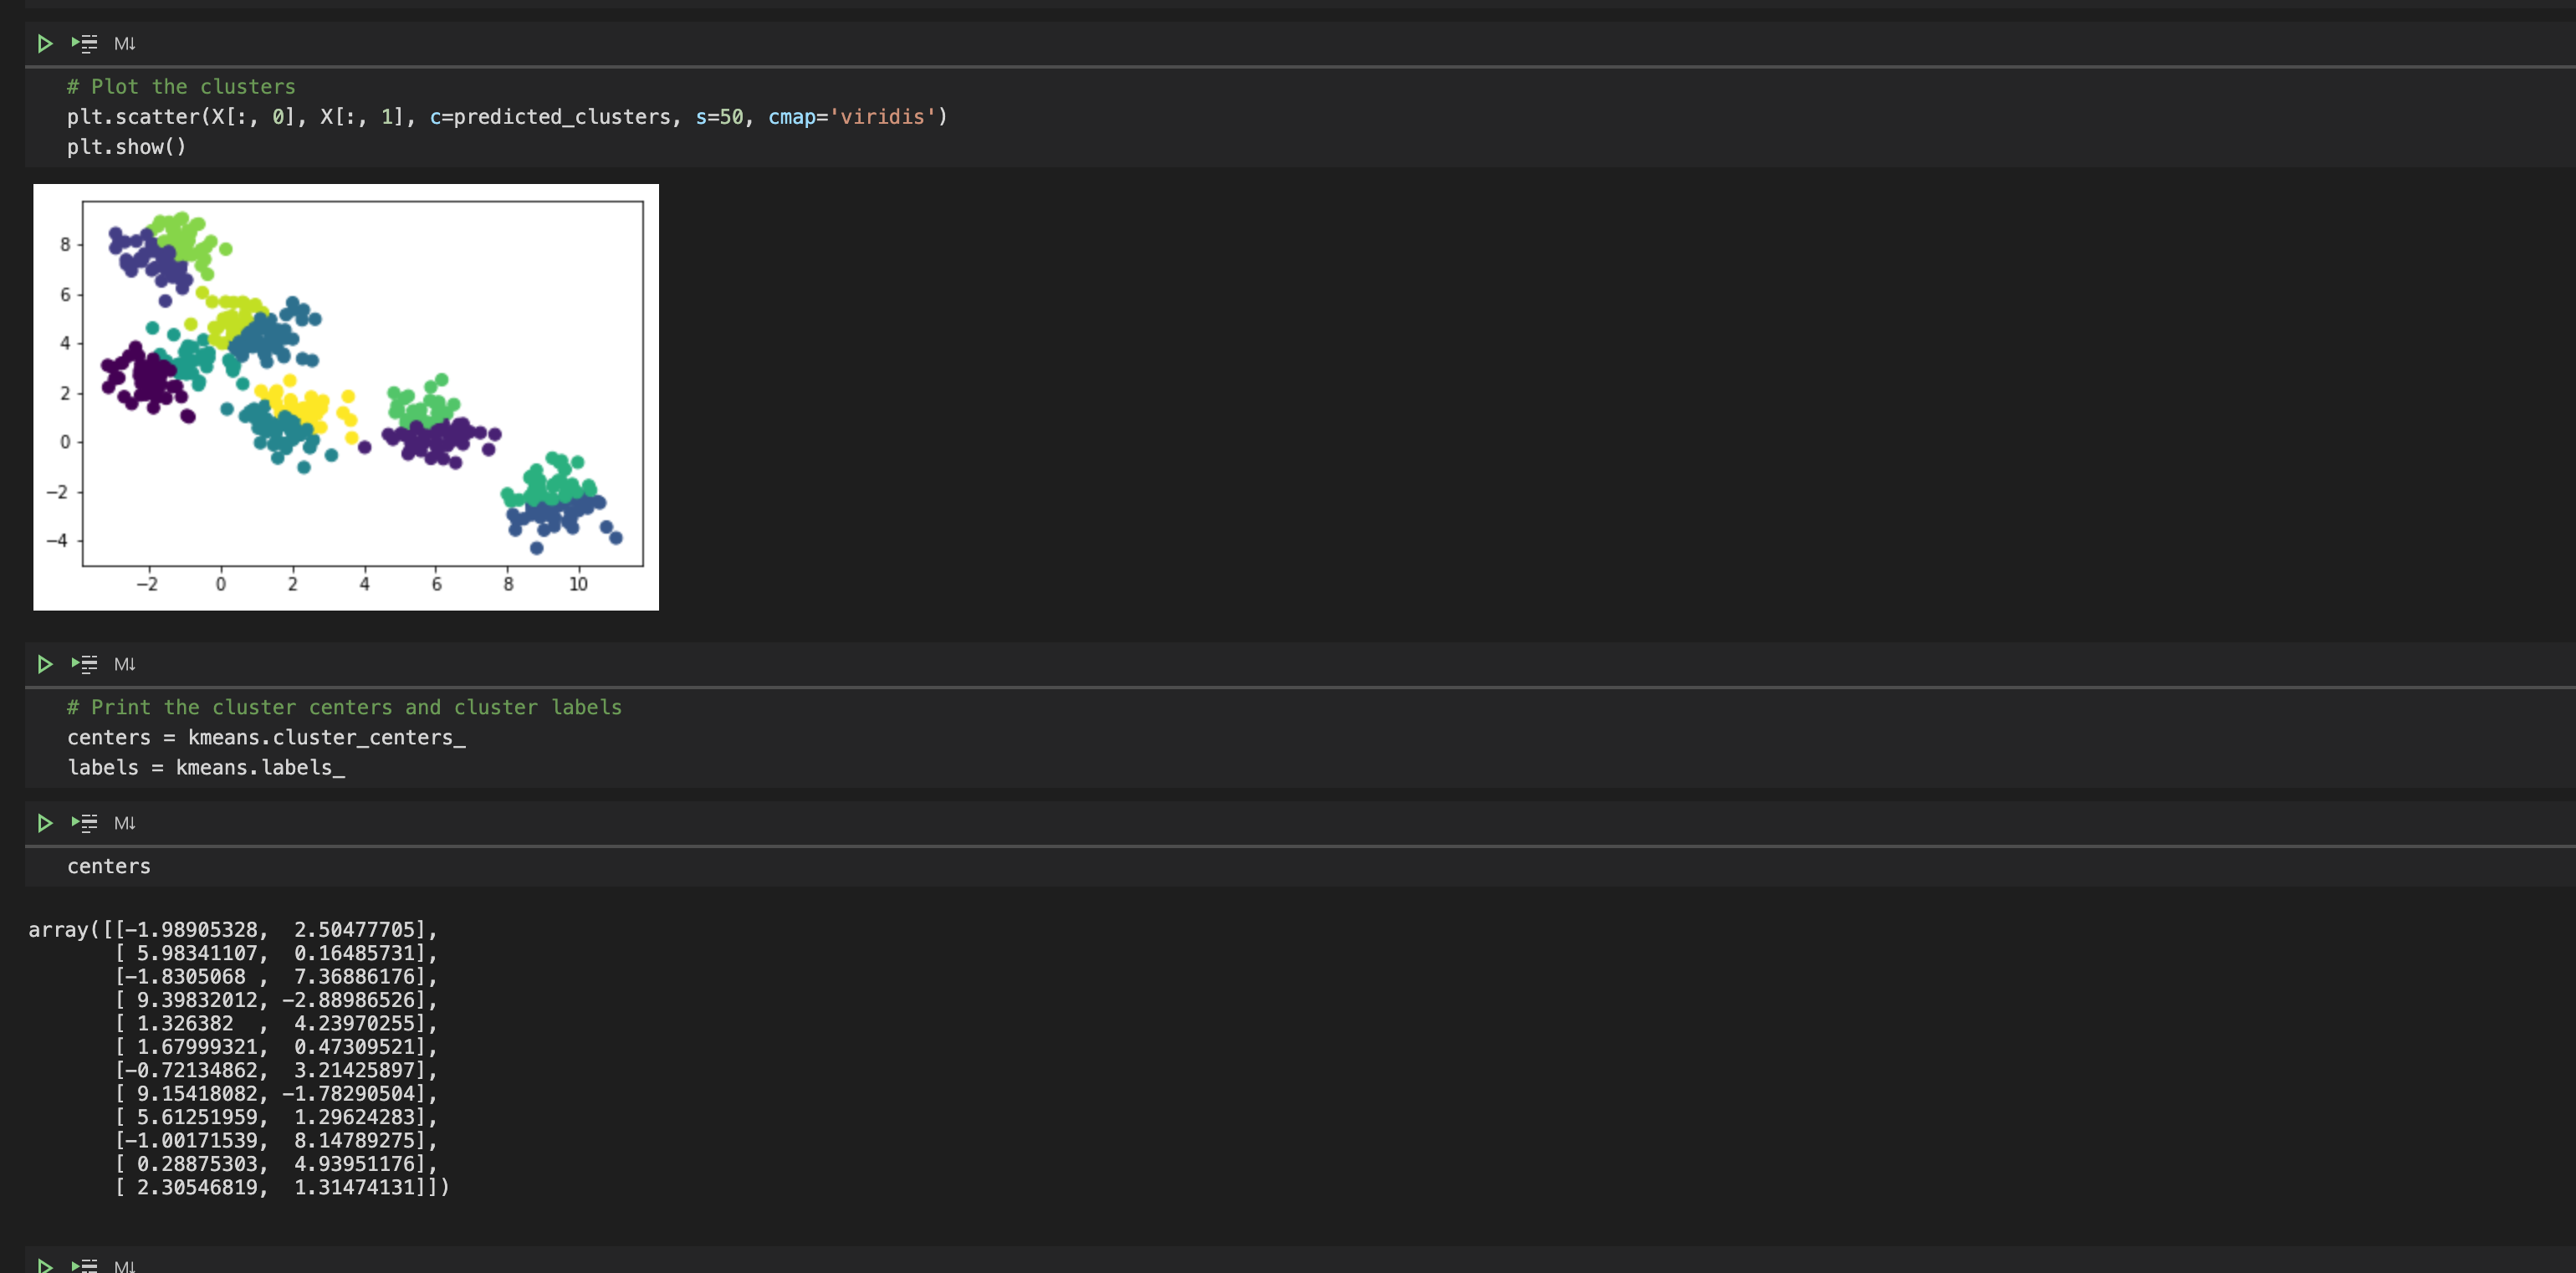 M↓
# Plot the clusters
plt.scatter(X[:, 0], X[:, 1], c=predicted_clusters, s=50, cmap='viridis')
plt.show()
8
6
4
2
0
−2
−4
−2 0 2 4 6 8 10
M↓
# Print the cluster centers and cluster labels
centers = kmeans.cluster_centers_
labels = kmeans.labels_
M↓
centers
array([[-1.98905328,  2.50477705],
       [ 5.98341107,  0.16485731],
       [-1.8305068 ,  7.36886176],
       [ 9.39832012, -2.88986526],
       [ 1.326382  ,  4.23970255],
       [ 1.67999321,  0.47309521],
       [-0.72134862,  3.21425897],
       [ 9.15418082, -1.78290504],
       [ 5.61251959,  1.29624283],
       [-1.00171539,  8.14789275],
       [ 0.28875303,  4.93951176],
       [ 2.30546819,  1.31474131]])
M↓